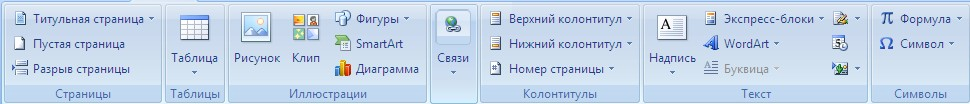 Титульная страница
Пустая страница
Разрыв страницы
Страницы
Таблица
Таблицы
Рисунок
Клип
Фигуры
SmartArt
Диаграмма
Иллюстрации
Связи
Верхний колонтитул
Нижний колонтитул
Номер страницы
Колонтитулы
Надпись
Экспресс-блоки
WordArt
Буквица
Текст
π Формула
Ω Символ
Символы